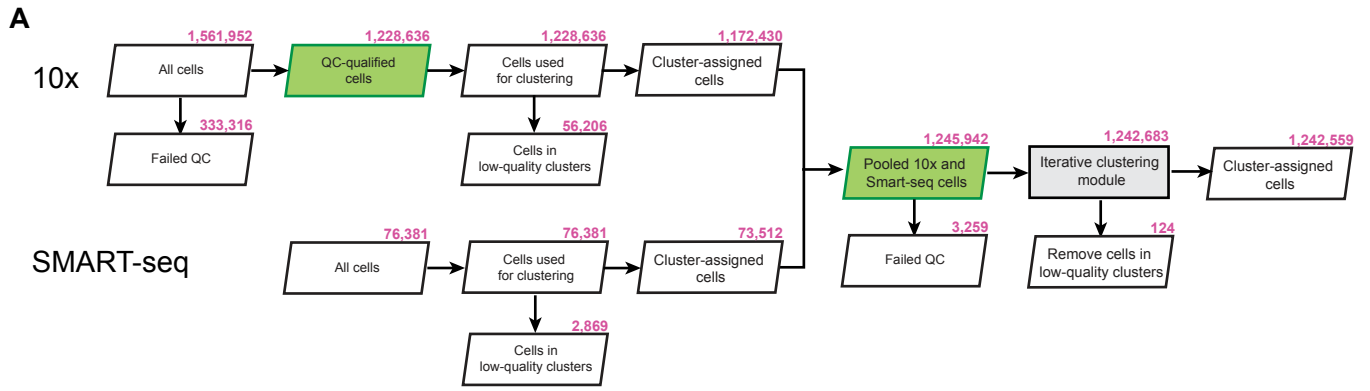 A
10x
1,561,952
All cells
1,228,636
QC-qualified
cells
1,228,636
Cells used
for clustering
1,172,430
Cluster-assigned
cells
333,316
Failed QC
56,206
Cells in
low-quality clusters
1,245,942
Pooled 10x and
Smart-seq cells
1,242,683
Iterative clustering
module
1,242,559
Cluster-assigned
cells
3,259
Failed QC
124
Remove cells in
low-quality clusters
SMART-seq
76,381
All cells
76,381
Cells used
for clustering
73,512
Cluster-assigned
cells
2,869
Cells in
low-quality clusters